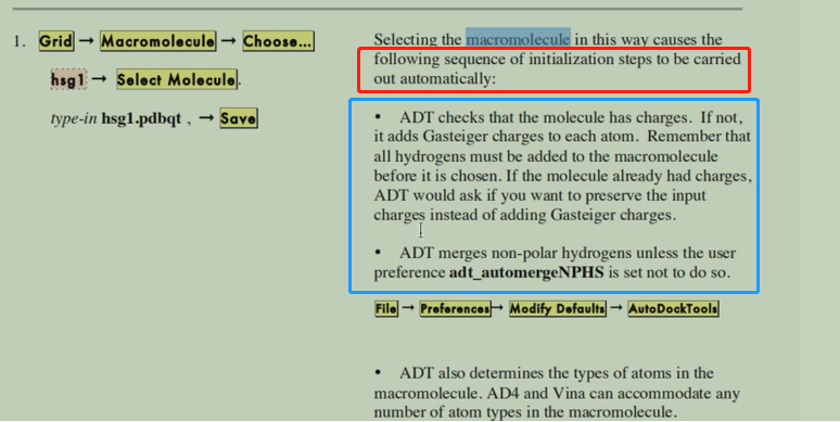 1. Grid → Macromolecule → Choose...
hsg1 → Select Molecule.
type-in hsg1.pdbqt , → Save
Selecting the macromolecule in this way causes the
following sequence of initialization steps to be carried
out automatically:
• ADT checks that the molecule has charges. If not,
it adds Gasteiger charges to each atom. Remember that
all hydrogens must be added to the macromolecule
before it is chosen. If the molecule already had charges,
ADT would ask if you want to preserve the input
charges instead of adding Gasteiger charges.
• ADT merges non-polar hydrogens unless the user
preference adt_automergeNPHS is set not to do so.
File → Preferences → Modify Defaults → AutoDockTools
• ADT also determines the types of atoms in the
macromolecule. AD4 and Vina can accommodate any
number of atom types in the macromolecule.